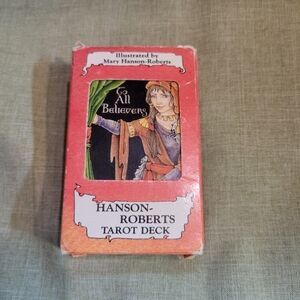 Illustrated by
Mary Hanson-Roberts
To
All
Believers
HANSON-
ROBERTS
TAROT DECK